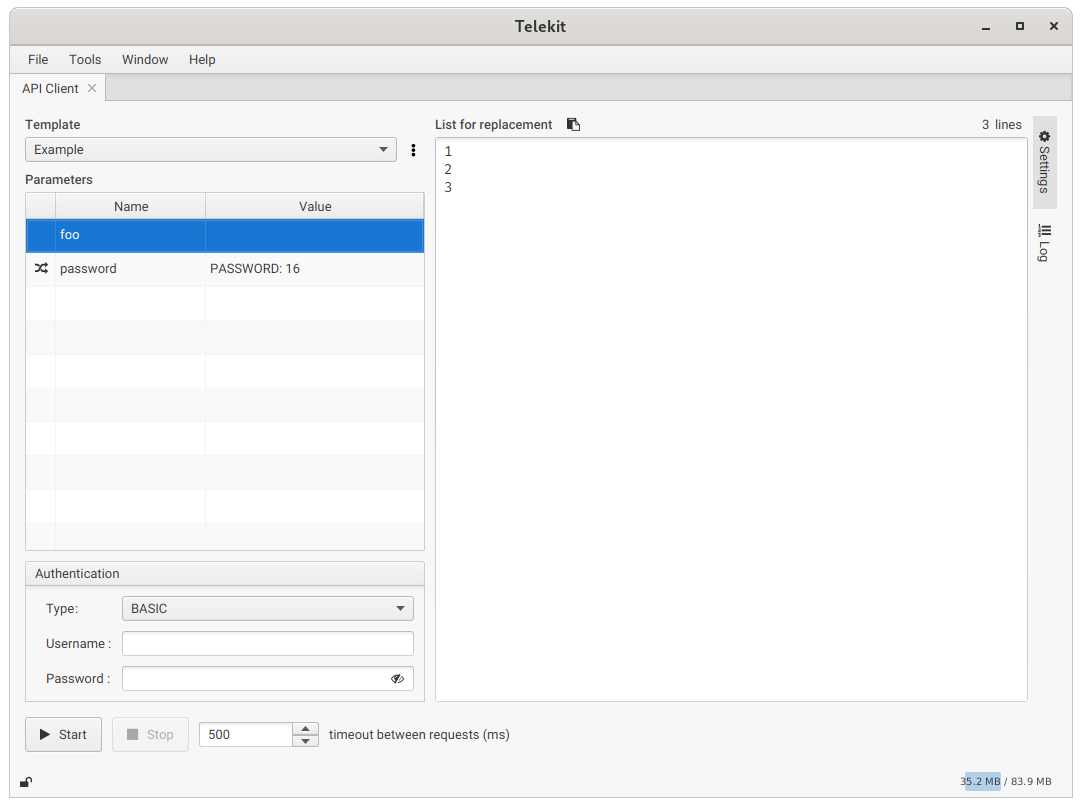 Telekit
File Tools Window Help
API Client
Template
Example
Parameters
Name Value
foo
password PASSWORD: 16
Authentication
Type: BASIC
Username :
Password :
List for replacement 3 lines
1
2
3
Settings
Log
Start Stop 500 timeout between requests (ms)
35.2 MB / 83.9 MB